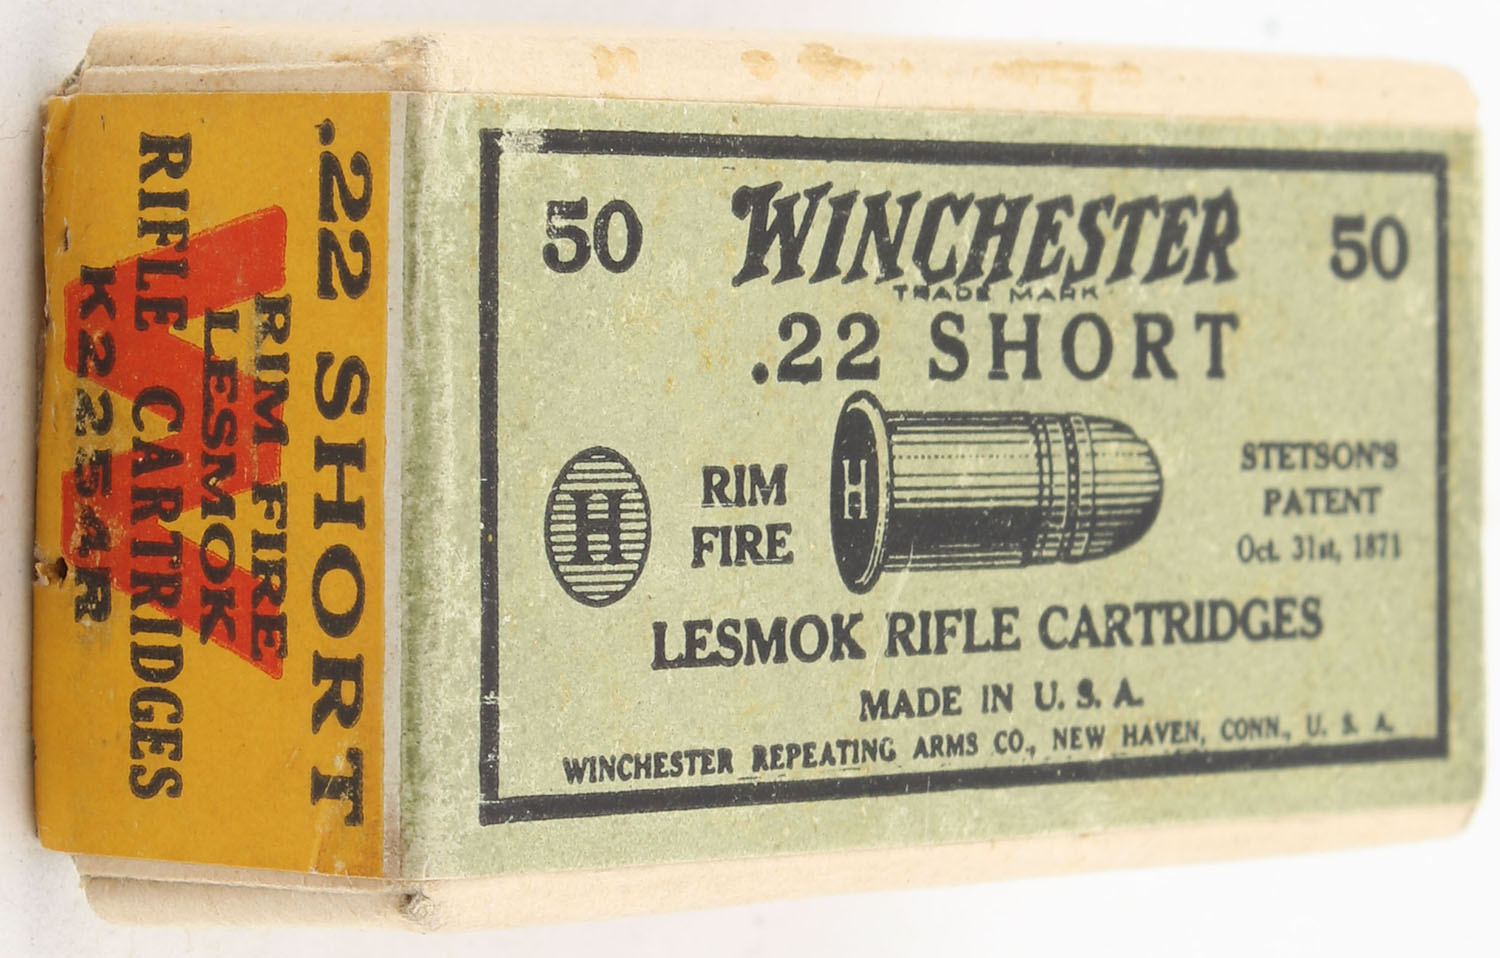 50 WINCHESTER 50
TRADE MARK
.22 SHORT
H
RIM
FIRE
H
STETSON'S
PATENT
Oct. 31st, 1871
LESMOK RIFLE CARTRIDGES
MADE IN U. S. A.
WINCHESTER REPEATING ARMS CO., NEW HAVEN, CONN., U. S. A.
.22 SHORT
RIM FIRE
LESMOK
RIFLE CARTRIDGES
K2254R
W